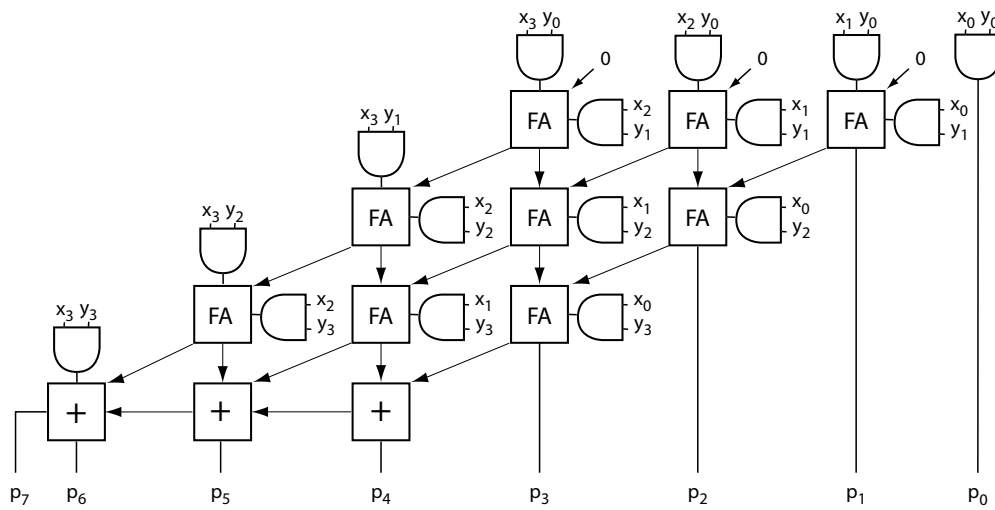 x3 y0 x2 y0 x1 y0 x0 y0
0 0 0
FA x2 y1 FA x1 y1 FA x0 y1
x3 y1
FA x2 y2 FA x1 y2 FA x0 y2
x3 y2
FA x2 y3 FA x1 y3 FA x0 y3
x3 y3
+ + +
p7 p6 p5 p4 p3 p2 p1 p0